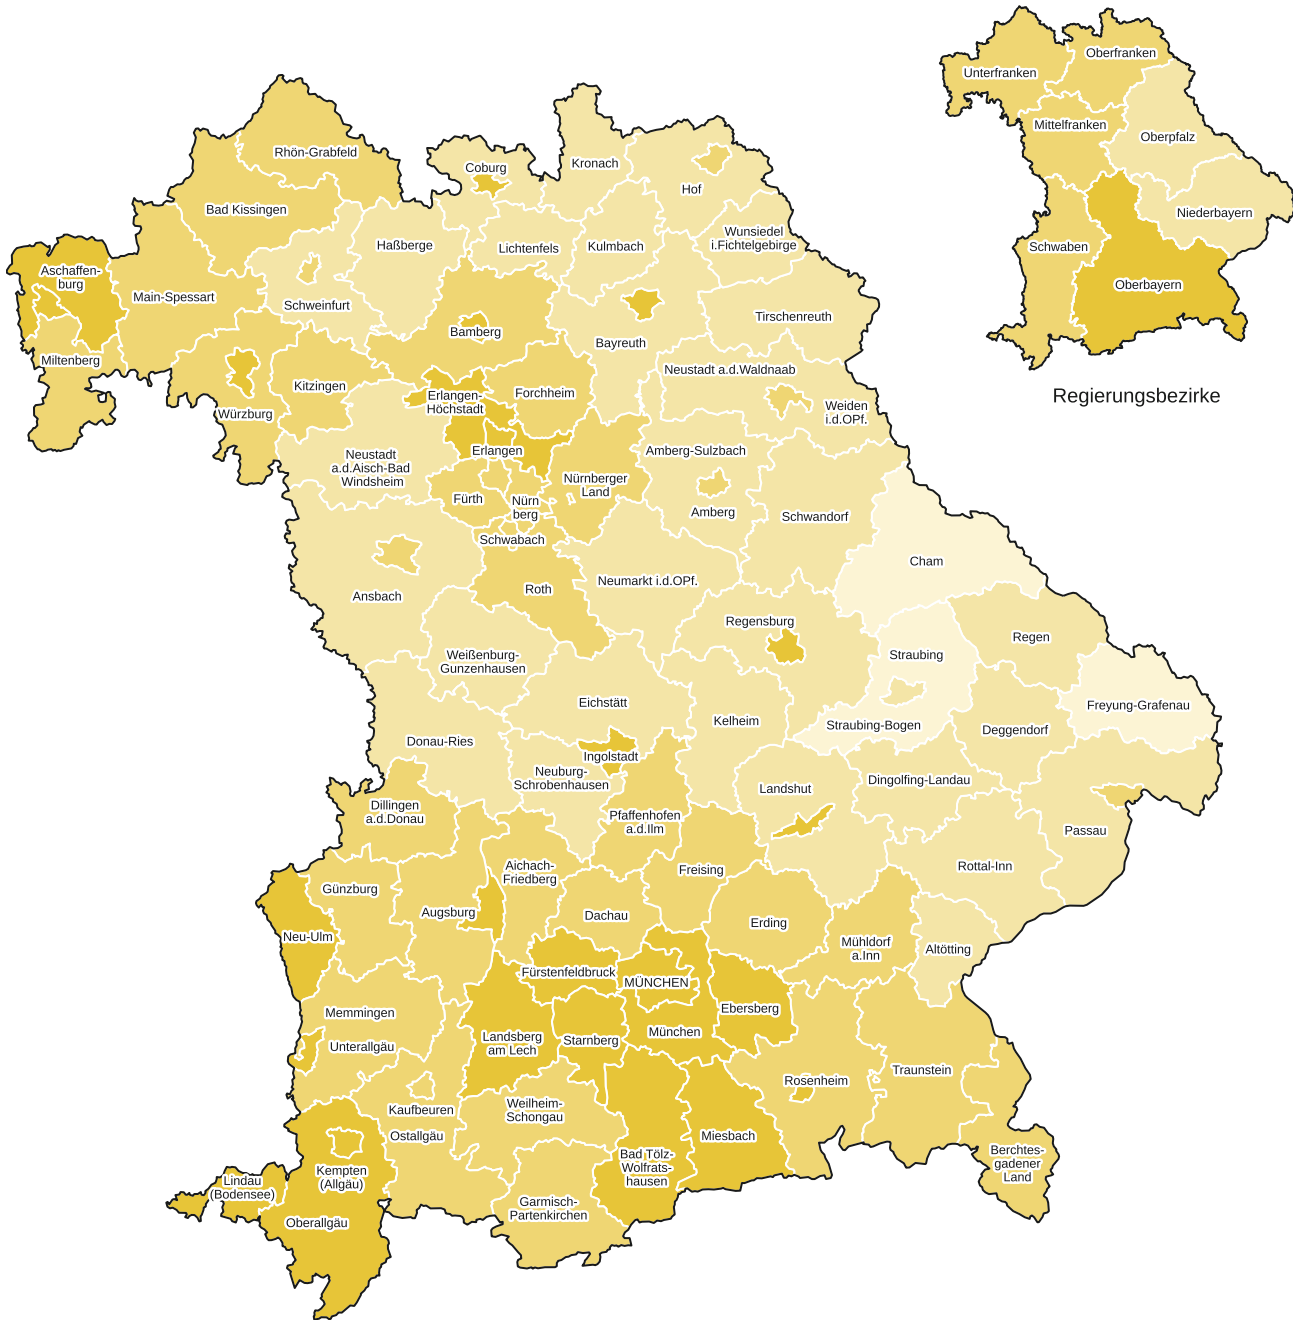 Unterfranken
Oberfranken
Mittelfranken
Oberpfalz
Niederbayern
Schwaben
Oberbayern
Regierungsbezirke
Rhön-Grabfeld
Coburg
Kronach
Hof
Bad Kissingen
Haßberge
Lichtenfels
Kulmbach
Wunsiedel
i.Fichtelgebirge
Aschaffen-
burg
Main-Spessart
Schweinfurt
Tirschenreuth
Bamberg
Bayreuth
Miltenberg
Neustadt a.d.Waldnaab
Kitzingen
Erlangen-
Höchstadt
Forchheim
Weiden
i.d.OPf.
Würzburg
Erlangen
Amberg-Sulzbach
Neustadt
a.d.Aisch-Bad
Windsheim
Nürnberger
Land
Fürth
Nürn
berg
Amberg
Schwandorf
Schwabach
Cham
Ansbach
Roth
Neumarkt i.d.OPf.
Regensburg
Regen
Weißenburg-
Gunzenhausen
Straubing
Eichstätt
Kelheim
Straubing-Bogen
Deggendorf
Freyung-Grafenau
Donau-Ries
Ingolstadt
Neuburg-
Schrobenhausen
Landshut
Dingolfing-Landau
Dillingen
a.d.Donau
Pfaffenhofen
a.d.Ilm
Passau
Aichach-
Friedberg
Freising
Rottal-Inn
Günzburg
Augsburg
Dachau
Erding
Neu-Ulm
Mühldorf
a.Inn
Altötting
Fürstenfeldbruck
MÜNCHEN
Memmingen
Ebersberg
Landsberg
am Lech
Starnberg
München
Unterallgäu
Traunstein
Rosenheim
Kaufbeuren
Weilheim-
Schongau
Ostallgäu
Miesbach
Bad Tölz-
Wolfrats-
hausen
Berchtes-
gadener
Land
Kempten
(Allgäu)
Lindau
(Bodensee)
Garmisch-
Partenkirchen
Oberallgäu